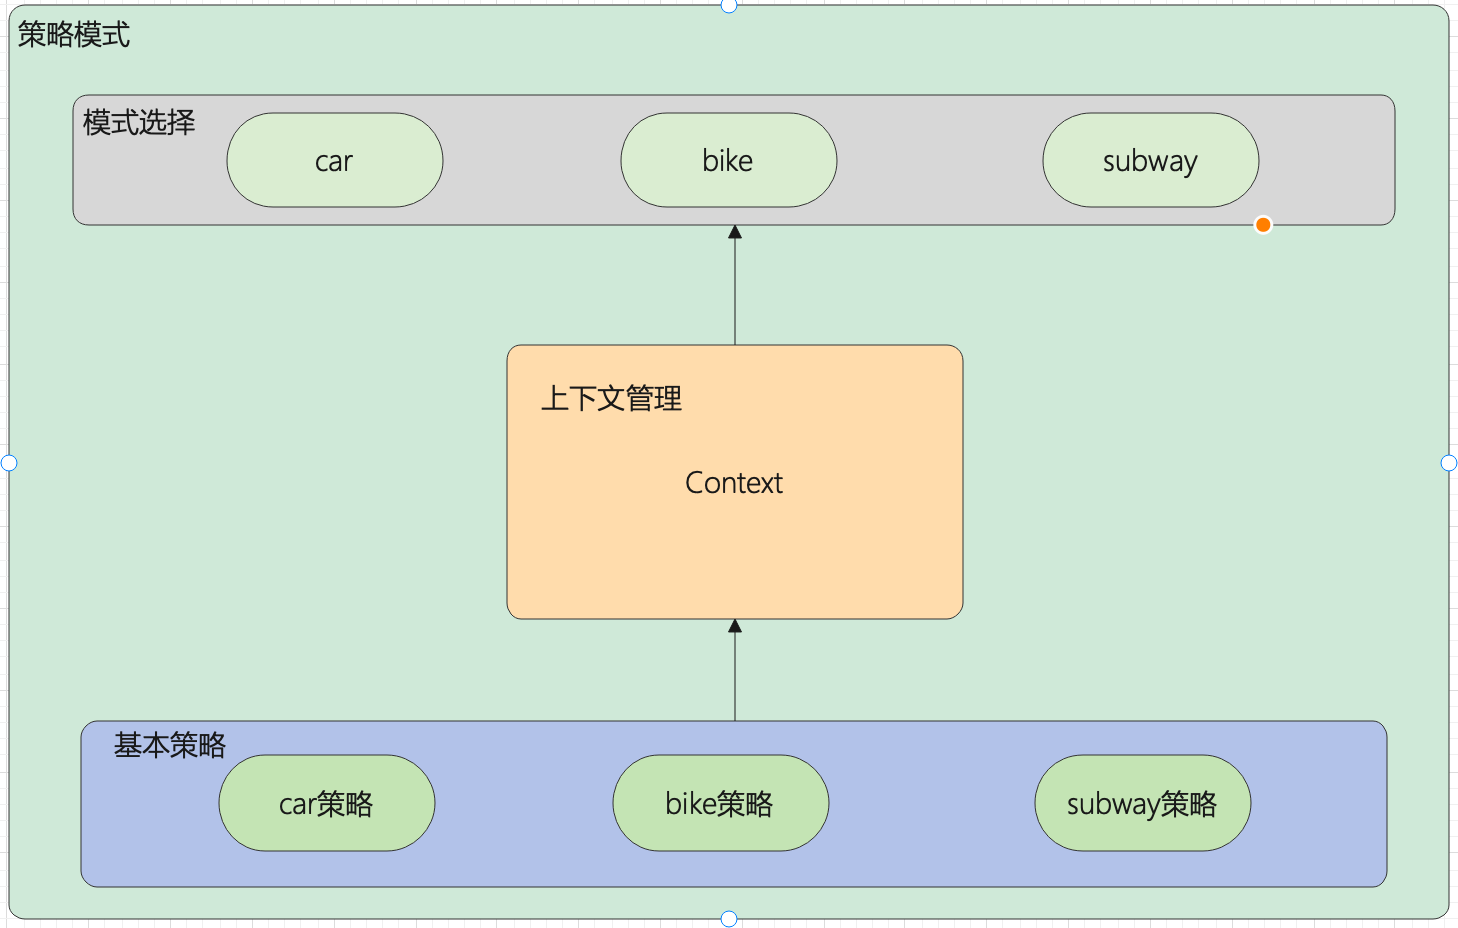 策略模式
模式选择
car
bike
subway
上下文管理
Context
基本策略
car策略
bike策略
subway策略